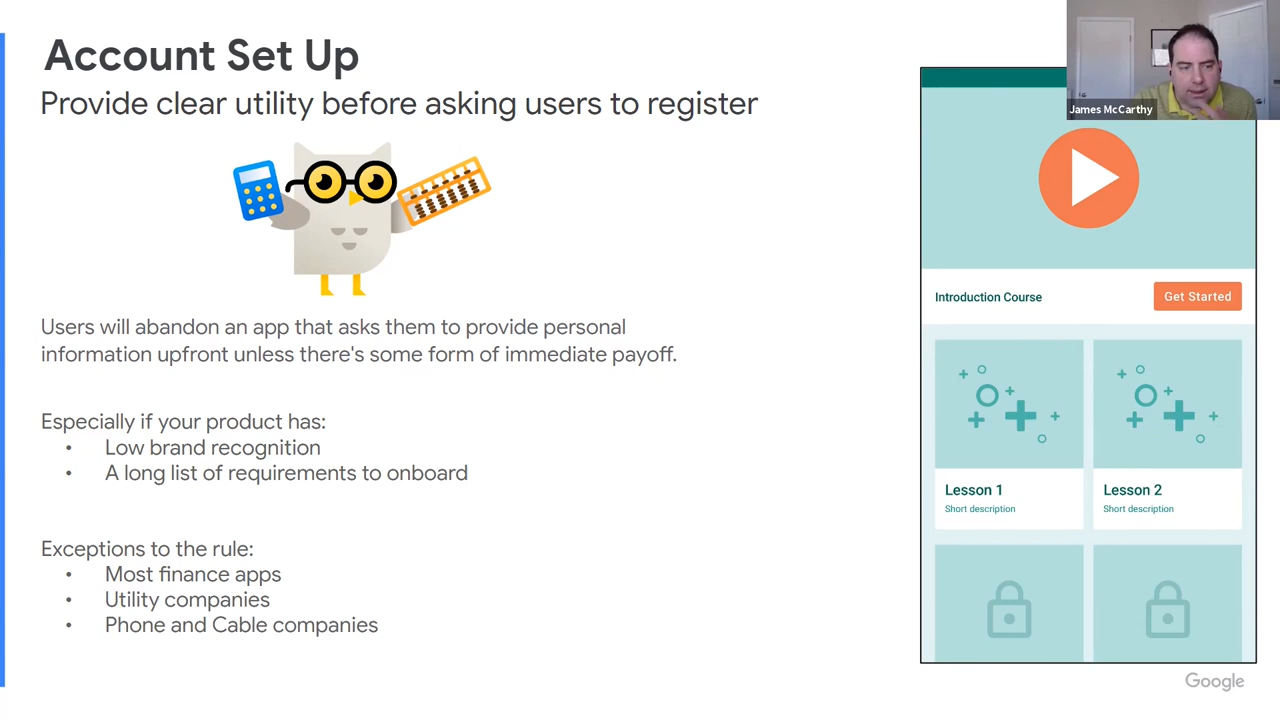 Account Set Up
Provide clear utility before asking users to register
James McCarthy
Users will abandon an app that asks them to provide personal
information upfront unless there's some form of immediate payoff.
Especially if your product has:
• Low brand recognition
• A long list of requirements to onboard
Exceptions to the rule:
• Most finance apps
• Utility companies
• Phone and Cable companies
Introduction Course
Get Started
Lesson 1
Short description
Lesson 2
Short description
Google